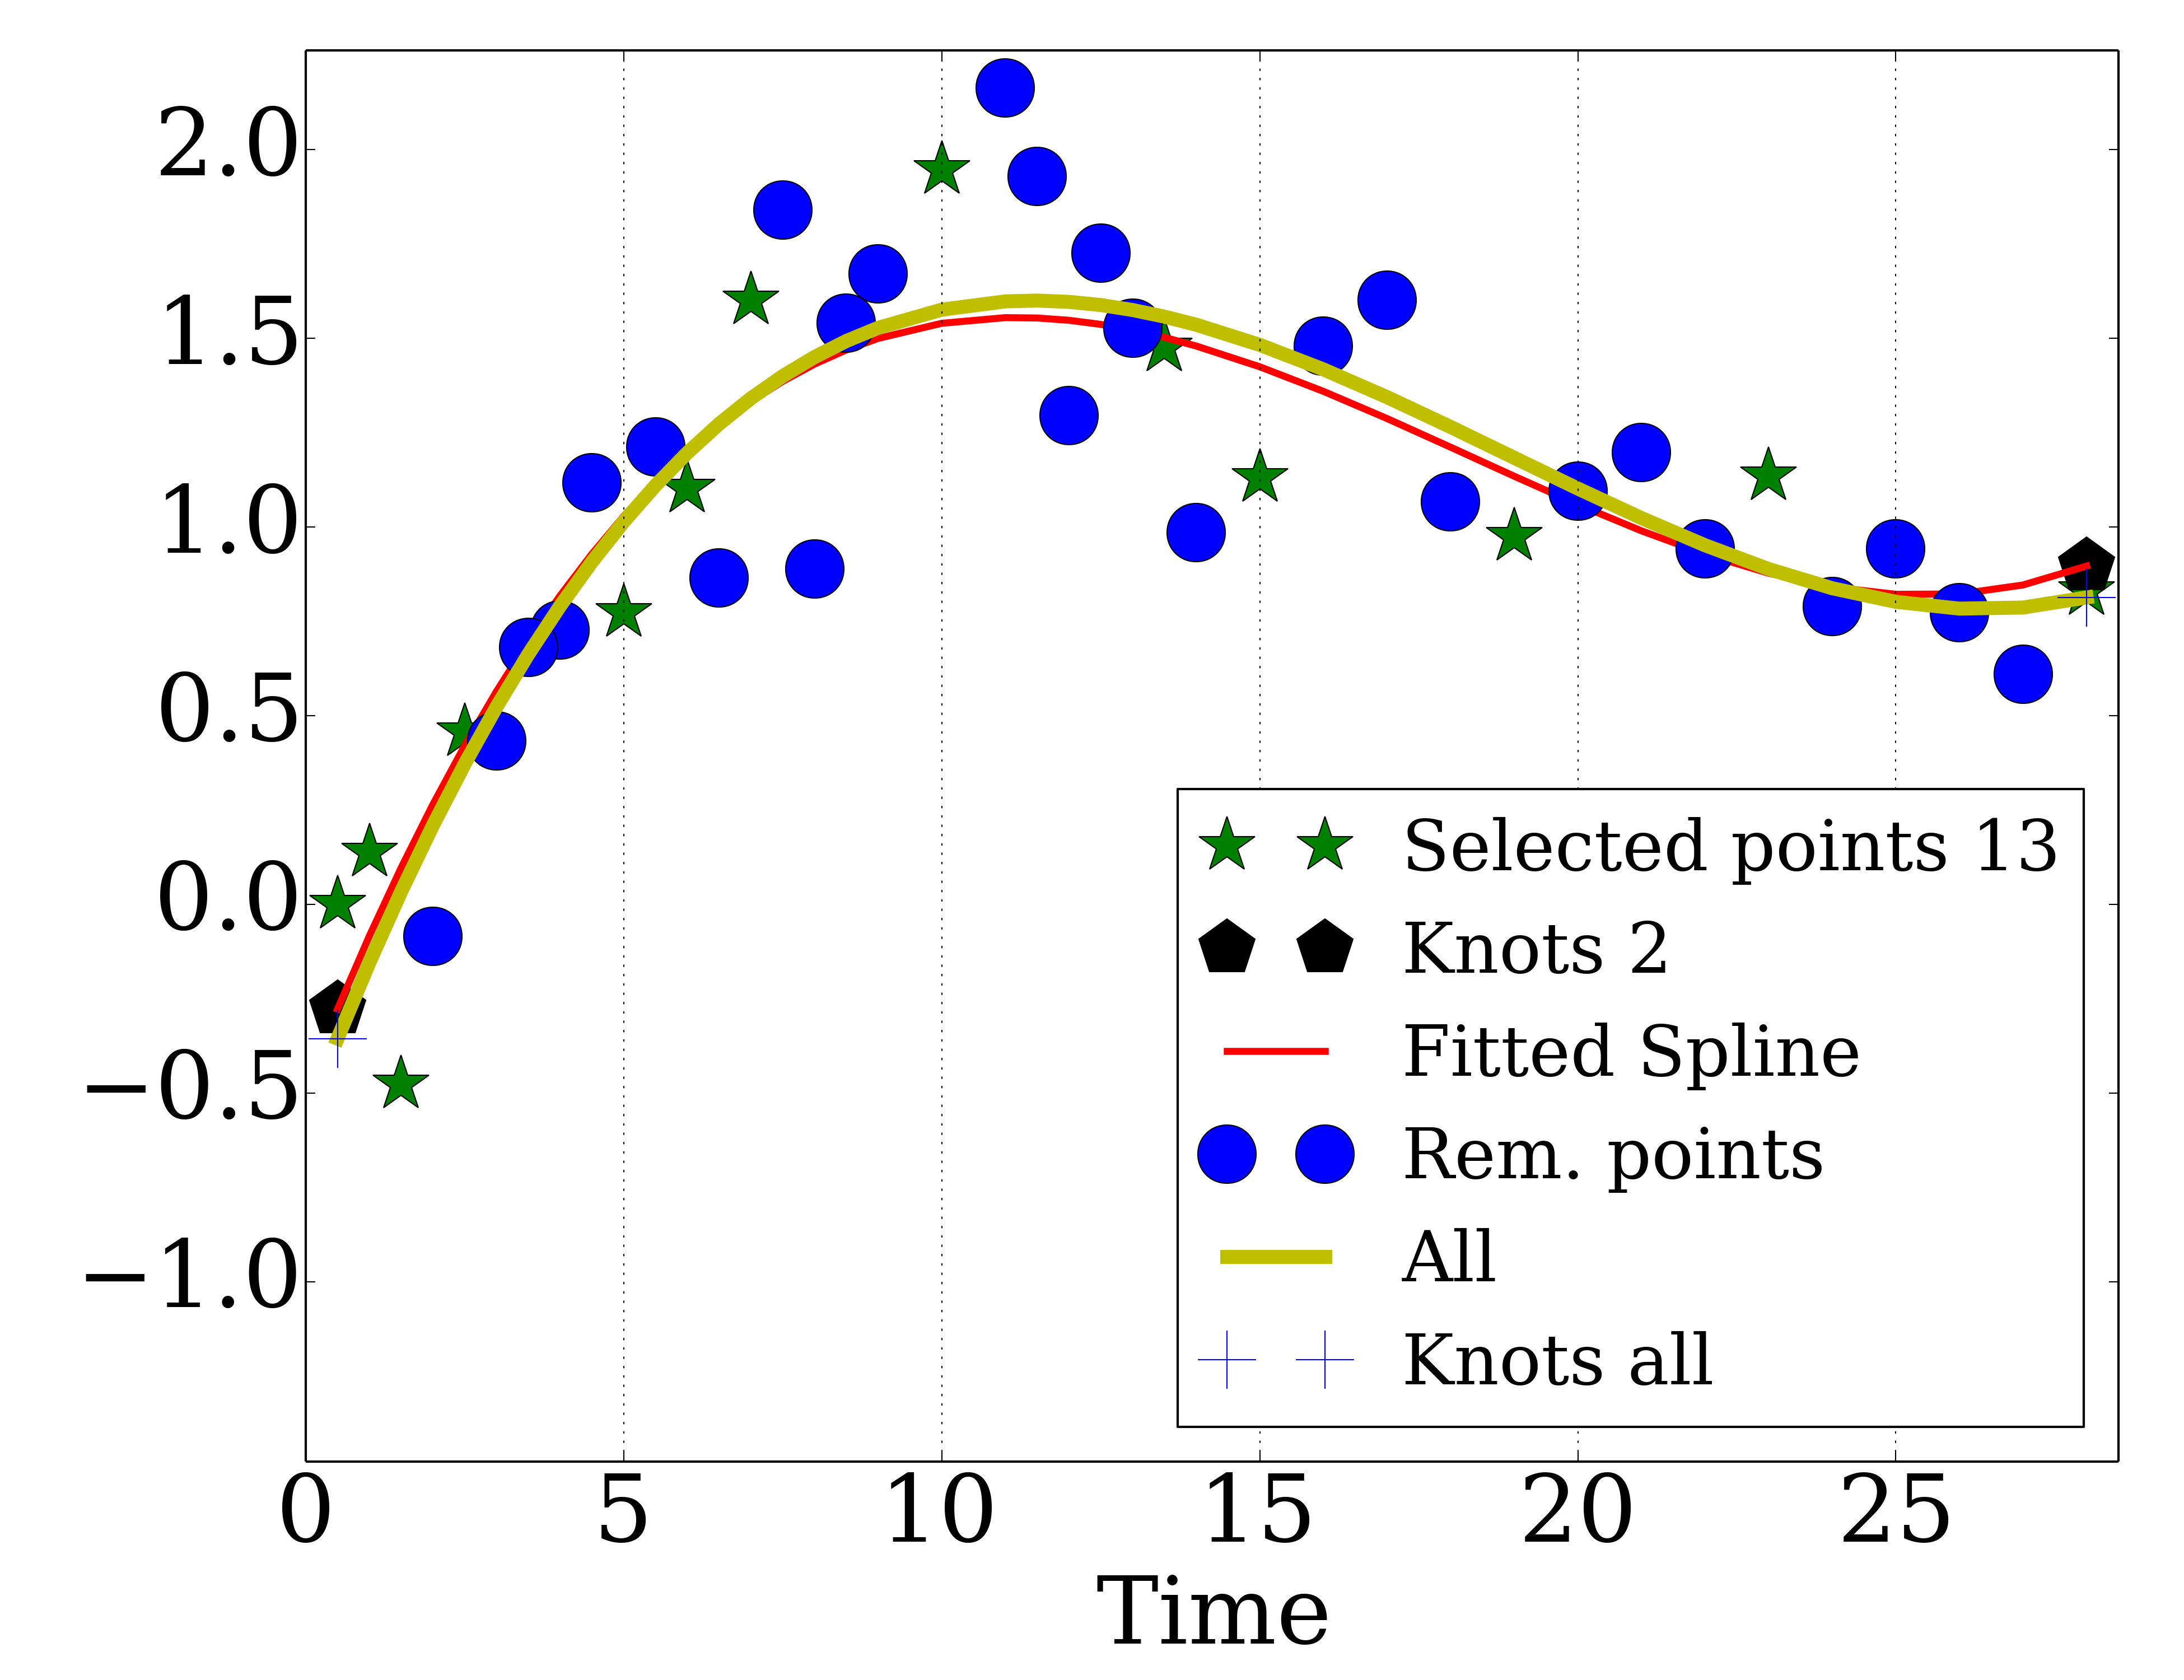 2.0
1.5
1.0
0.5
0.0
−0.5
−1.0
0 5 10 15 20 25
Time
Selected points 13
Knots 2
Fitted Spline
Rem. points
All
Knots all